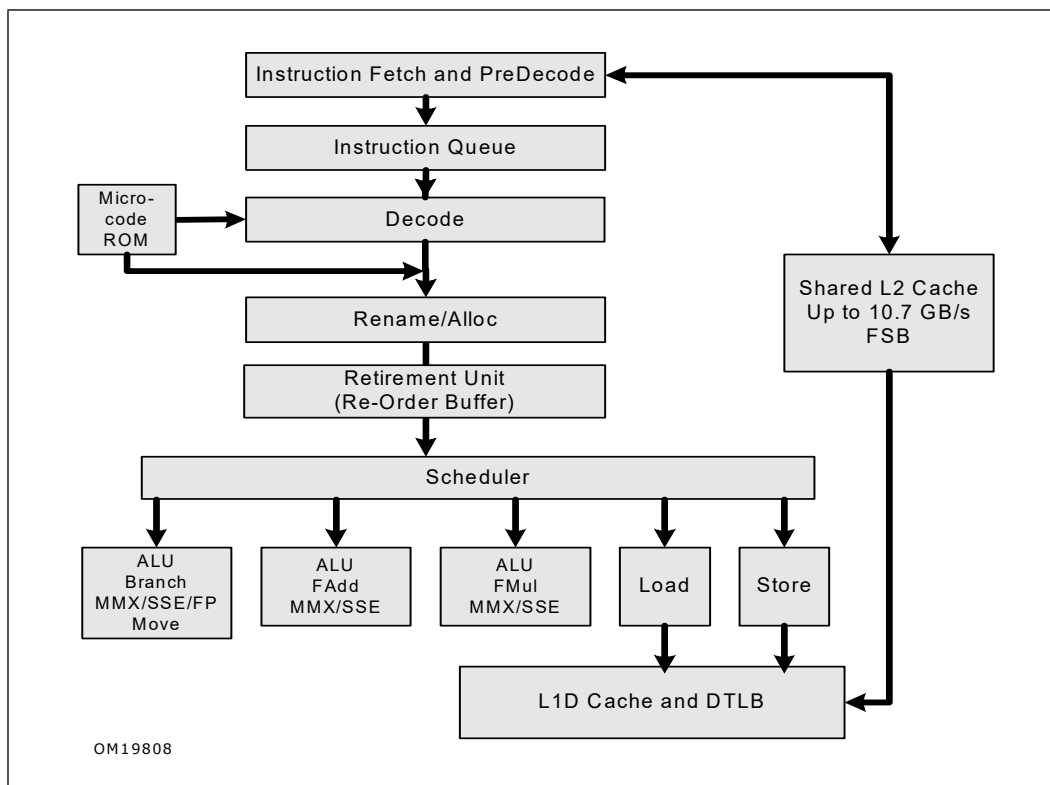 Instruction Fetch and PreDecode
Instruction Queue
Micro-
code
ROM
Decode
Shared L2 Cache
Up to 10.7 GB/s
FSB
Rename/Alloc
Retirement Unit
(Re-Order Buffer)
Scheduler
ALU
Branch
MMX/SSE/FP
Move
ALU
FAdd
MMX/SSE
ALU
FMul
MMX/SSE
Load
Store
L1D Cache and DTLB
OM19808